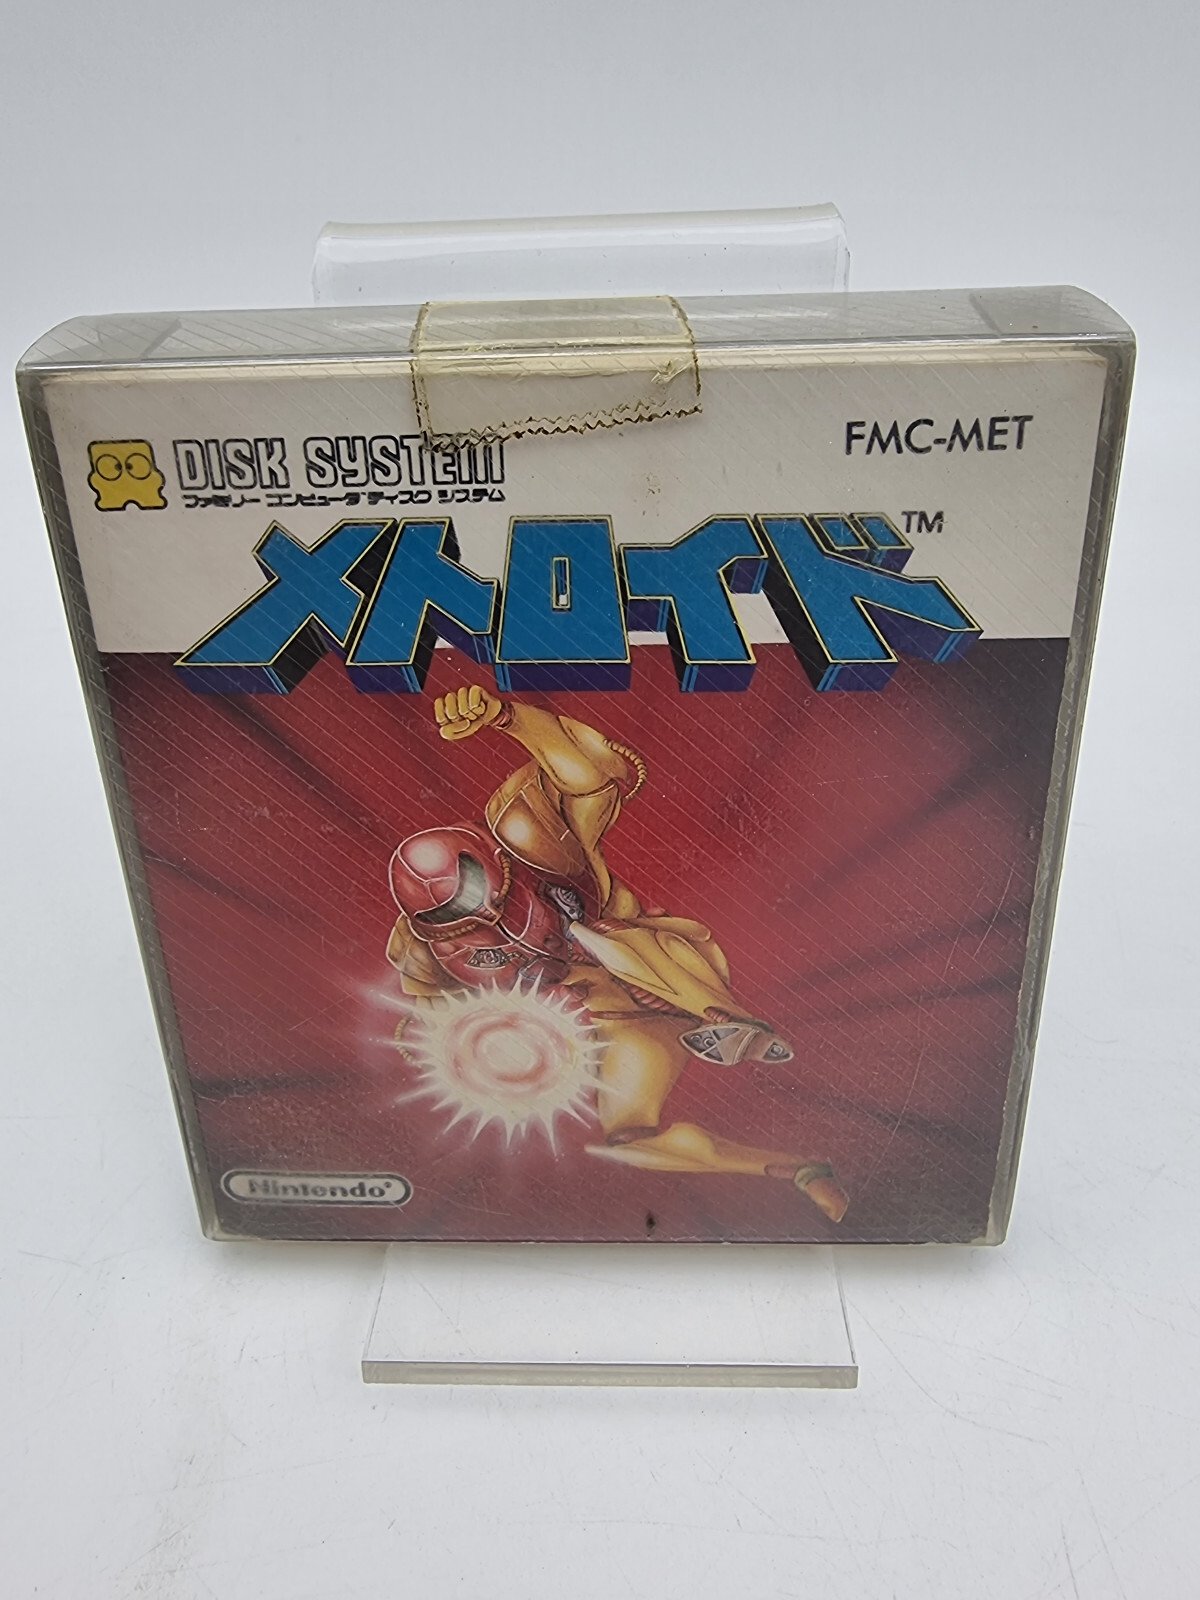 DISK SYSTEM
ファミリー コンピュータ ディスク システム
FMC-MET
メトロイド™
Nintendo®